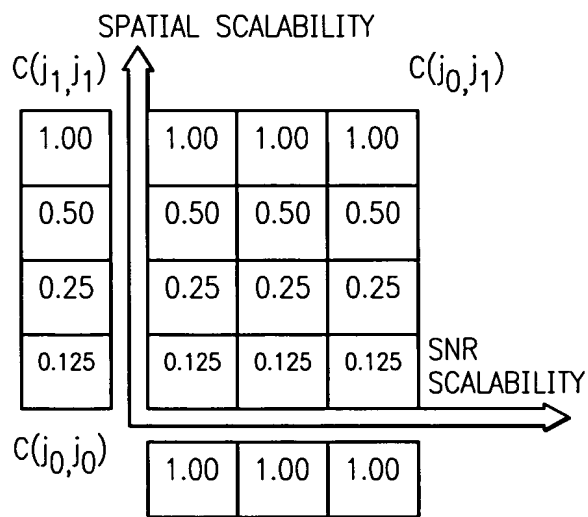 SPATIAL SCALABILITY
C(j1,j1) C(j0,j1)
1.00 1.00 1.00 1.00
0.50 0.50 0.50 0.50
0.25 0.25 0.25 0.25
0.125 0.125 0.125 0.125
SNR
SCALABILITY
C(j0,j0)
1.00 1.00 1.00